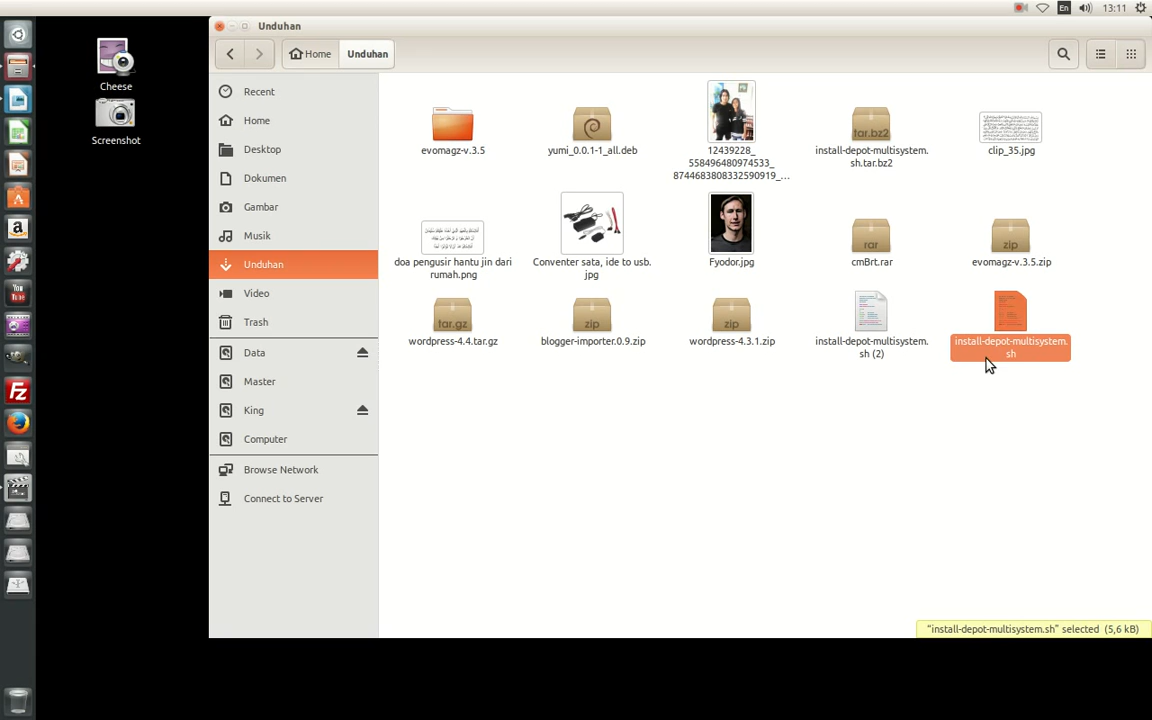 En
13:11
Unduhan
Home
Unduhan
Cheese
Screenshot
Recent
Home
Desktop
Dokumen
Gambar
Musik
Unduhan
Video
Trash
Data
Master
King
Computer
Browse Network
Connect to Server
evomagz-v.3.5
yumi_0.0.1-1_all.deb
12439228_
558496480974533_
8744683808332590919_...
tar.bz2
install-depot-multisystem.
sh.tar.bz2
clip_35.jpg
doa pengusir hantu jin dari
rumah.png
Conventer sata, ide to usb.
jpg
Fyodor.jpg
rar
cmBrt.rar
zip
evomagz-v.3.5.zip
tar.gz
wordpress-4.4.tar.gz
zip
blogger-importer.0.9.zip
zip
wordpress-4.3.1.zip
install-depot-multisystem.
sh (2)
install-depot-multisystem.
sh
"install-depot-multisystem.sh" selected (5,6 kB)
You
Tube
Fz
a